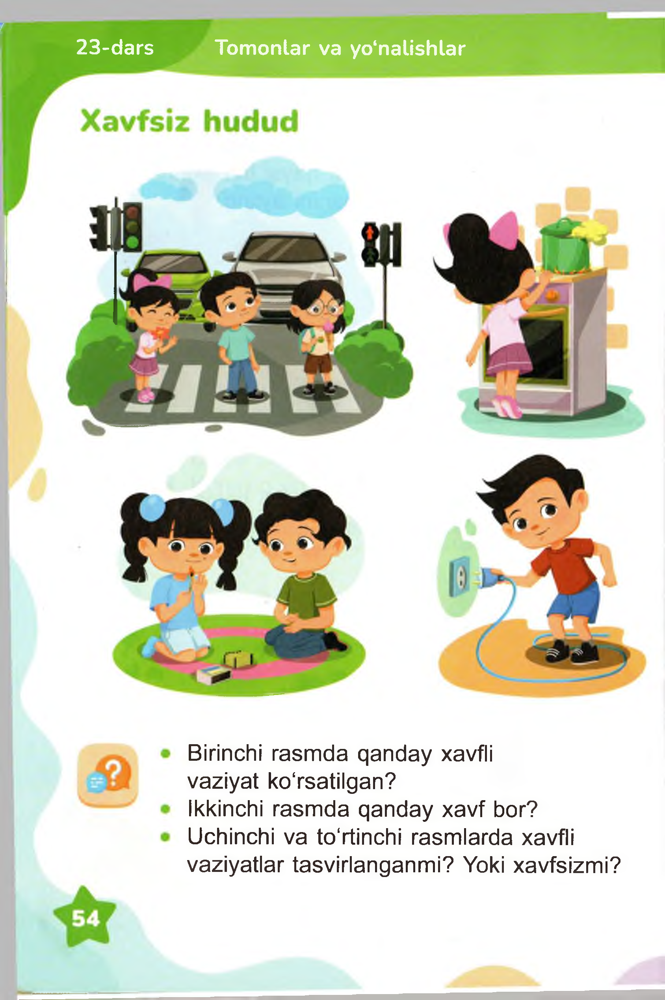 23-dars Tomonlar va yo‘nalishlar
Xavfsiz hudud
• Birinchi rasmda qanday xavfli
vaziyat ko‘rsatilgan?
• Ikkinchi rasmda qanday xavf bor?
• Uchinchi va to‘rtinchi rasmlarda xavfli
vaziyatlar tasvirlanganmi? Yoki xavfsizmi?
54